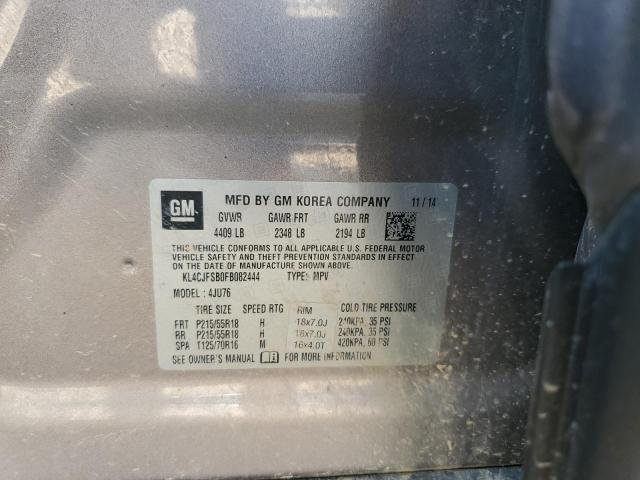 GM
MFD BY GM KOREA COMPANY 11 / 14
GVWR GAWR FRT GAWR RR
4409 LB 2348 LB 2194 LB
THIS VEHICLE CONFORMS TO ALL APPLICABLE U.S. FEDERAL MOTOR
VEHICLE SAFETY AND THEFT PREVENTION STANDARDS IN EFFECT ON
THE DATE OF MANUFACTURE SHOWN ABOVE.
KL4CJFSB0FB082444 TYPE: MPV
MODEL : 4JU76
TIRE SIZE SPEED RTG RIM COLD TIRE PRESSURE
FRT P215/55R18 H 18x7.0J 240KPA, 35 PSI
RR P215/55R18 H 18x7.0J 240KPA, 35 PSI
SPA T125/70R16 M 16x4.0T 420KPA, 60 PSI
SEE OWNER'S MANUAL FOR MORE INFORMATION